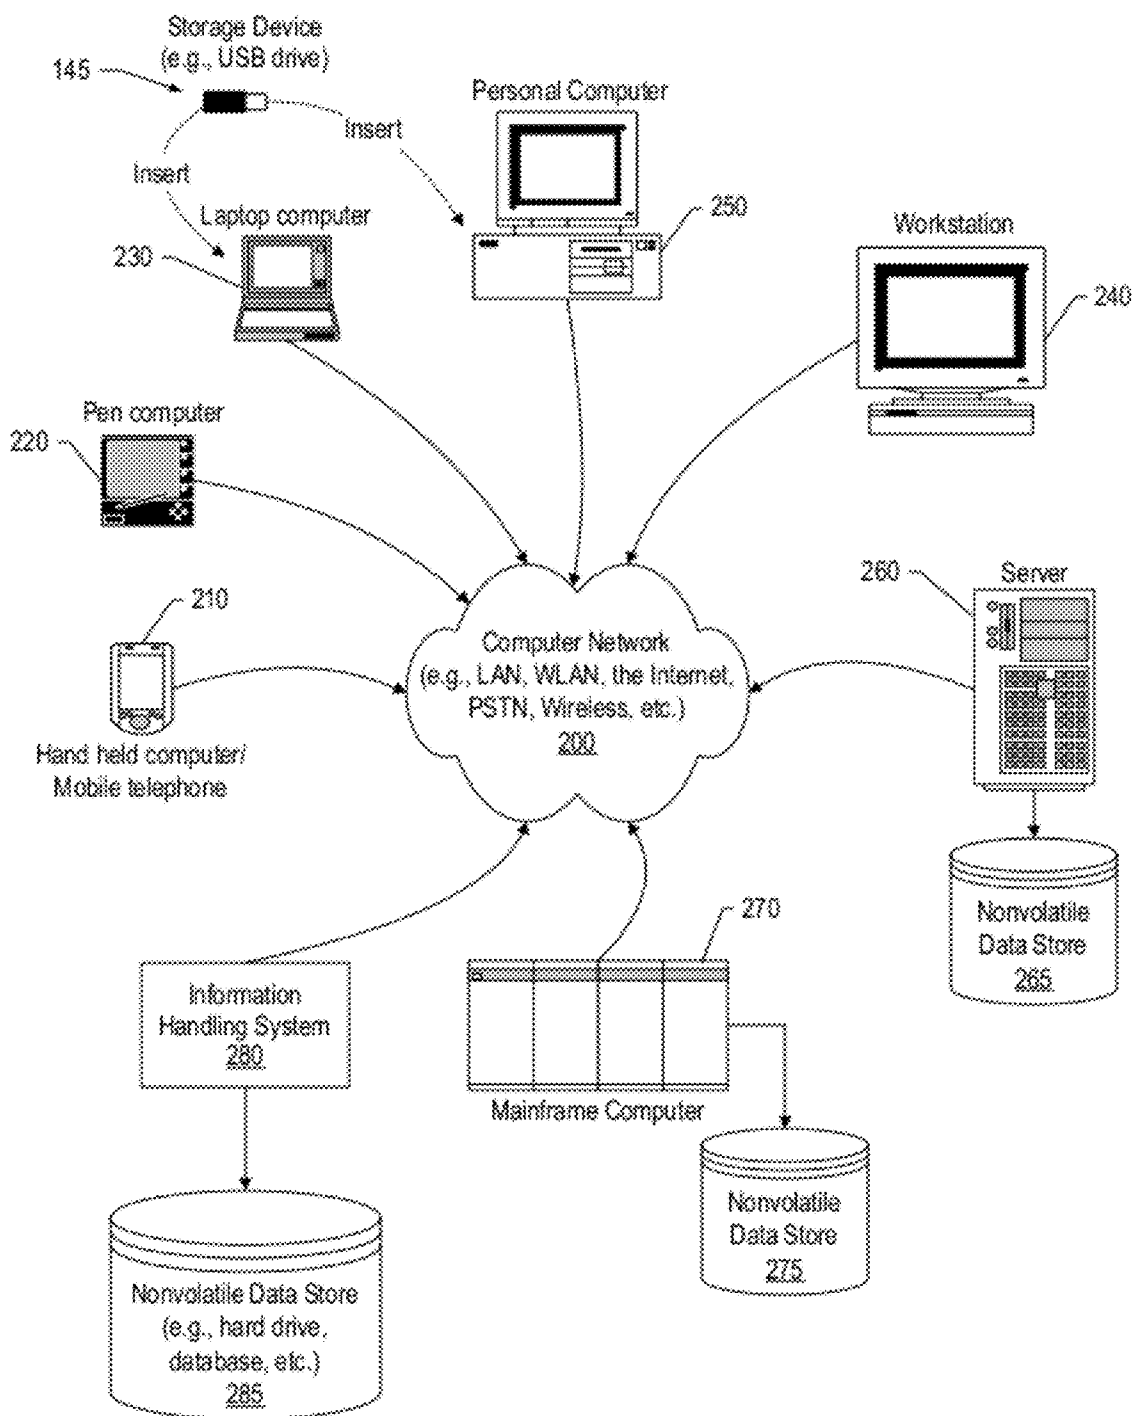 Storage Device
(e.g., USB drive)
145
Insert
Insert
Personal Computer
250
Laptop computer
230
Workstation
240
Pen computer
220
210
Hand held computer/
Mobile telephone
Computer Network
(e.g., LAN, WLAN, the Internet,
PSTN, Wireless, etc.)
200
260
Server
Nonvolatile
Data Store
265
Information
Handling System
280
270
Mainframe Computer
Nonvolatile
Data Store
275
Nonvolatile Data Store
(e.g., hard drive,
database, etc.)
285